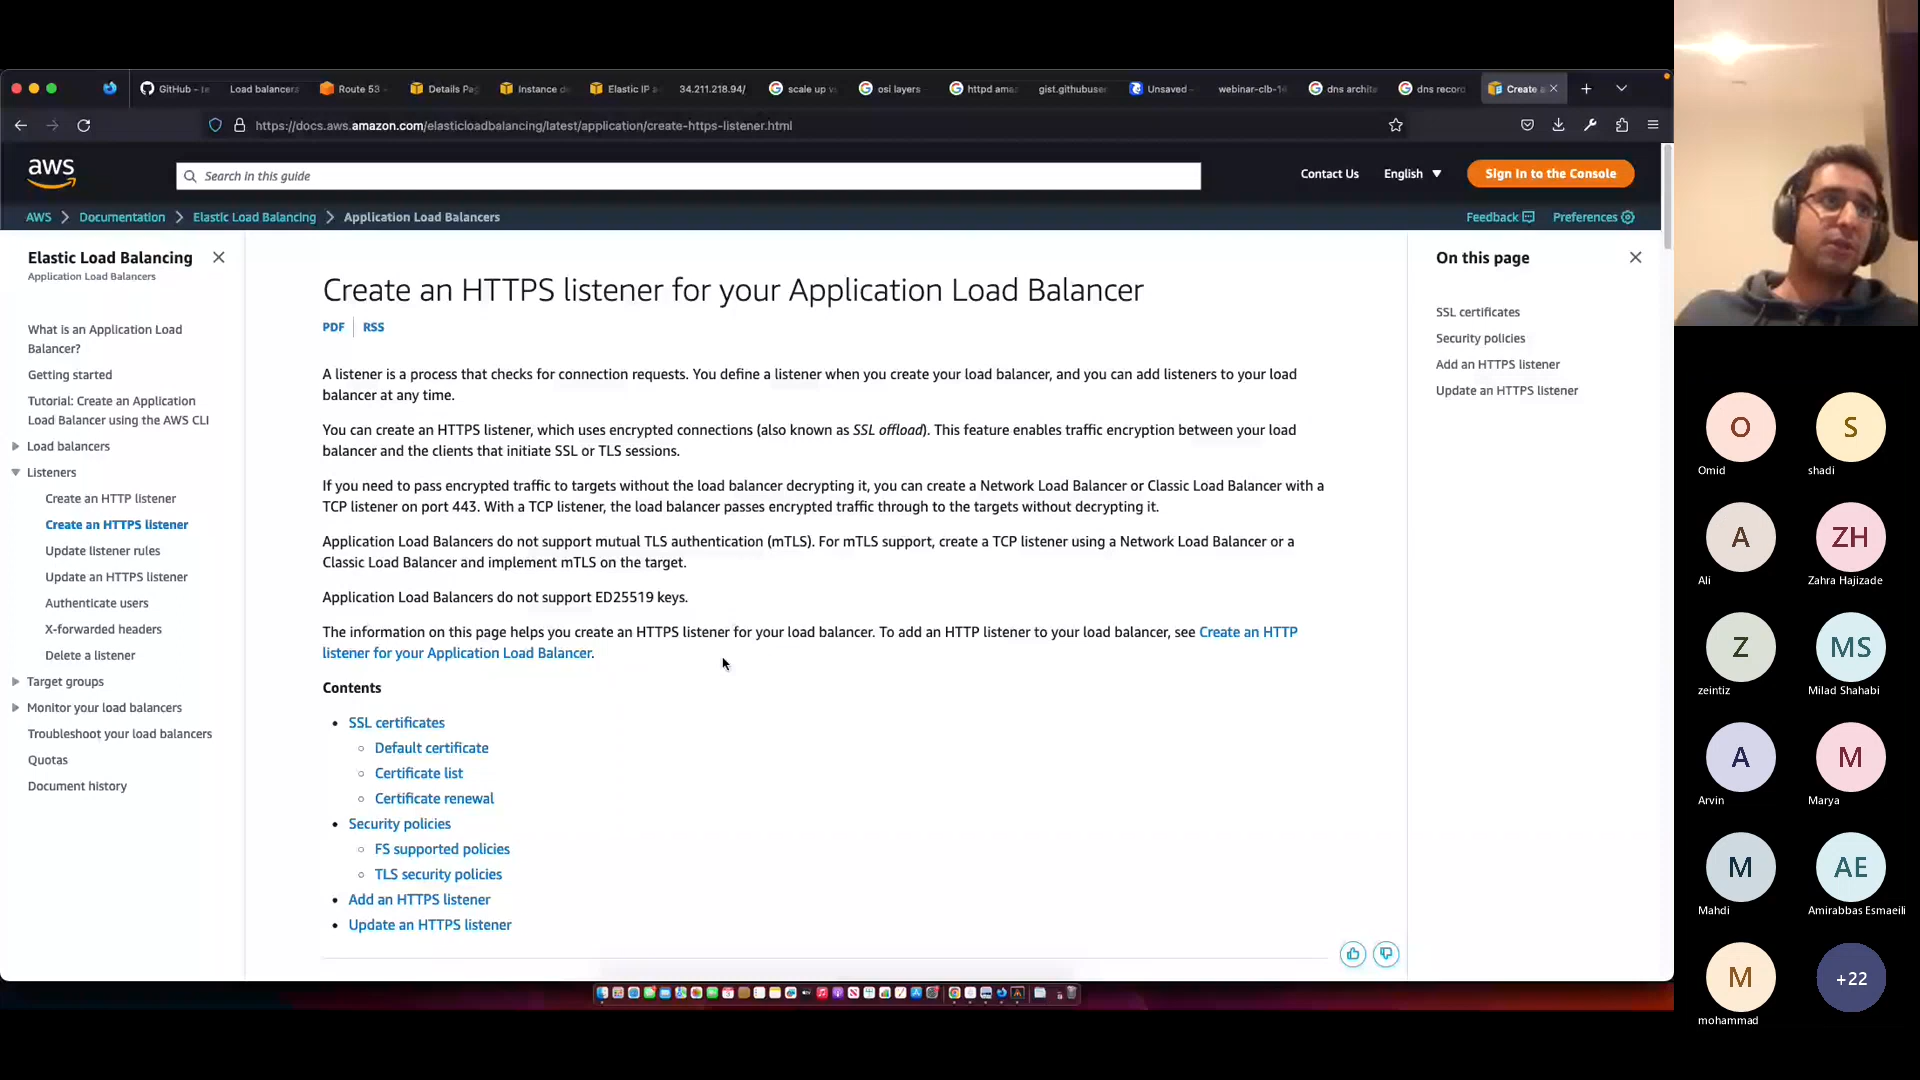 GitHub - te
Load balancers
Route 53 -
Details Pa
Instance d
Elastic IP a
34.211.218.94/
scale up v
osi layers
httpd ama
gist.githubuser
Unsaved -
webinar-clb-1
dns archit
dns recor
Create a
https://docs.aws.amazon.com/elasticloadbalancing/latest/application/create-https-listener.html
aws
Search in this guide
Contact Us
English
Sign In to the Console
AWS
Documentation
Elastic Load Balancing
Application Load Balancers
Feedback
Preferences
Elastic Load Balancing
Application Load Balancers
What is an Application Load
Balancer?
Getting started
Tutorial: Create an Application
Load Balancer using the AWS CLI
Load balancers
Listeners
Create an HTTP listener
Create an HTTPS listener
Update listener rules
Update an HTTPS listener
Authenticate users
X-forwarded headers
Delete a listener
Target groups
Monitor your load balancers
Troubleshoot your load balancers
Quotas
Document history
Create an HTTPS listener for your Application Load Balancer
PDF
RSS
A listener is a process that checks for connection requests. You define a listener when you create your load balancer, and you can add listeners to your load
balancer at any time.
You can create an HTTPS listener, which uses encrypted connections (also known as SSL offload). This feature enables traffic encryption between your load
balancer and the clients that initiate SSL or TLS sessions.
If you need to pass encrypted traffic to targets without the load balancer decrypting it, you can create a Network Load Balancer or Classic Load Balancer with a
TCP listener on port 443. With a TCP listener, the load balancer passes encrypted traffic through to the targets without decrypting it.
Application Load Balancers do not support mutual TLS authentication (mTLS). For mTLS support, create a TCP listener using a Network Load Balancer or a
Classic Load Balancer and implement mTLS on the target.
Application Load Balancers do not support ED25519 keys.
The information on this page helps you create an HTTPS listener for your load balancer. To add an HTTP listener to your load balancer, see Create an HTTP
listener for your Application Load Balancer.
Contents
• SSL certificates
Default certificate
Certificate list
Certificate renewal
• Security policies
FS supported policies
TLS security policies
• Add an HTTPS listener
• Update an HTTPS listener
On this page
SSL certificates
Security policies
Add an HTTPS listener
Update an HTTPS listener
O
Omid
S
shadi
A
Ali
ZH
Zahra Hajizade
Z
zeintiz
MS
Milad Shahabi
A
Arvin
M
Marya
M
Mahdi
AE
Amirabbas Esmaeili
M
mohammad
+22